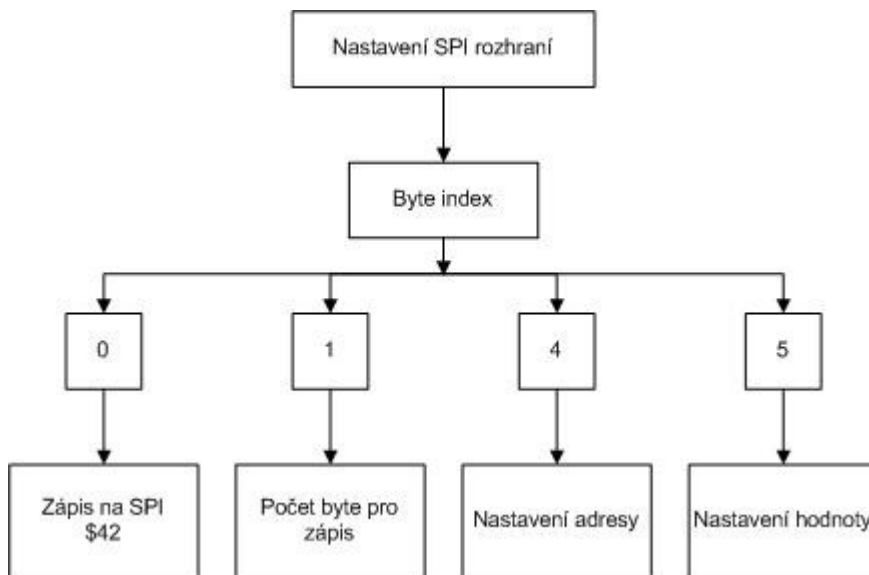 Nastavení SPI rozhraní
Byte index
0
1
4
5
Zápis na SPI
$42
Počet byte pro
zápis
Nastavení adresy
Nastavení hodnoty